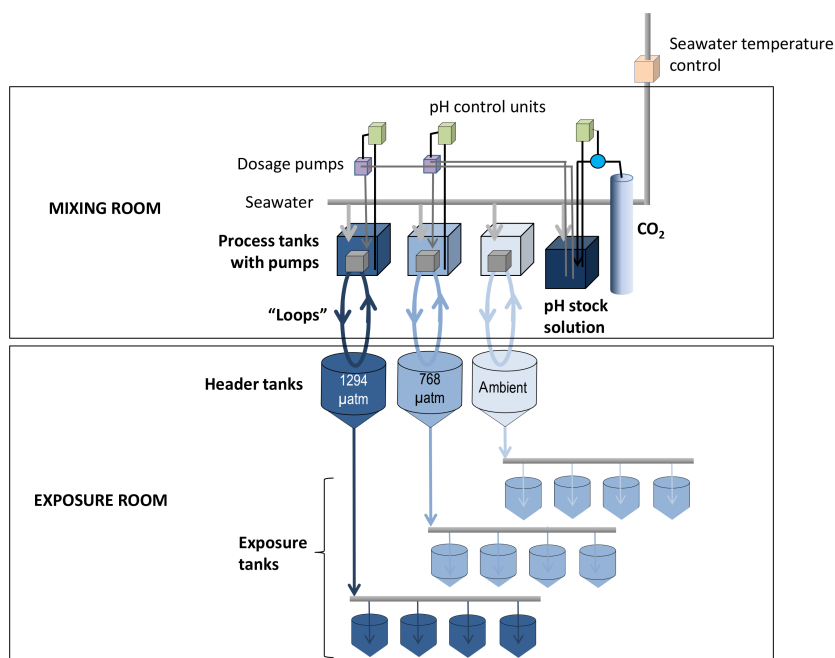 Seawater temperature
control
pH control units
Dosage pumps
MIXING ROOM
Seawater
CO₂
Process tanks
with pumps
"Loops"
pH stock
solution
Header tanks
1294
µatm
768
µatm
Ambient
EXPOSURE ROOM
Exposure
tanks